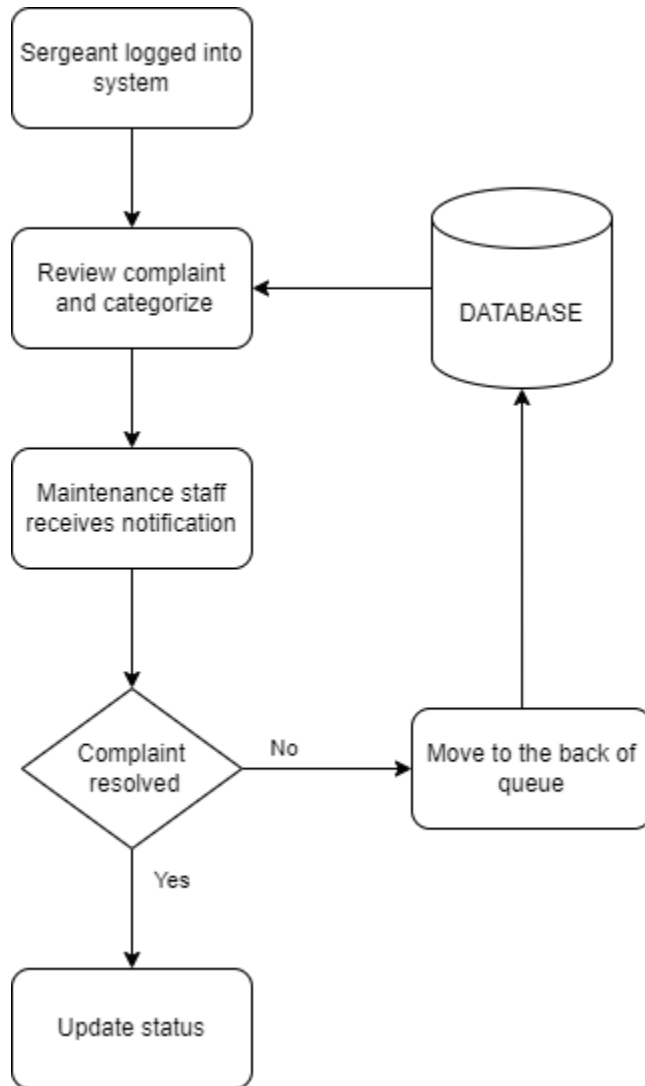 Sergeant logged into
system
Review complaint
and categorize
DATABASE
Maintenance staff
receives notification
Complaint
resolved
No
Move to the back of
queue
Yes
Update status